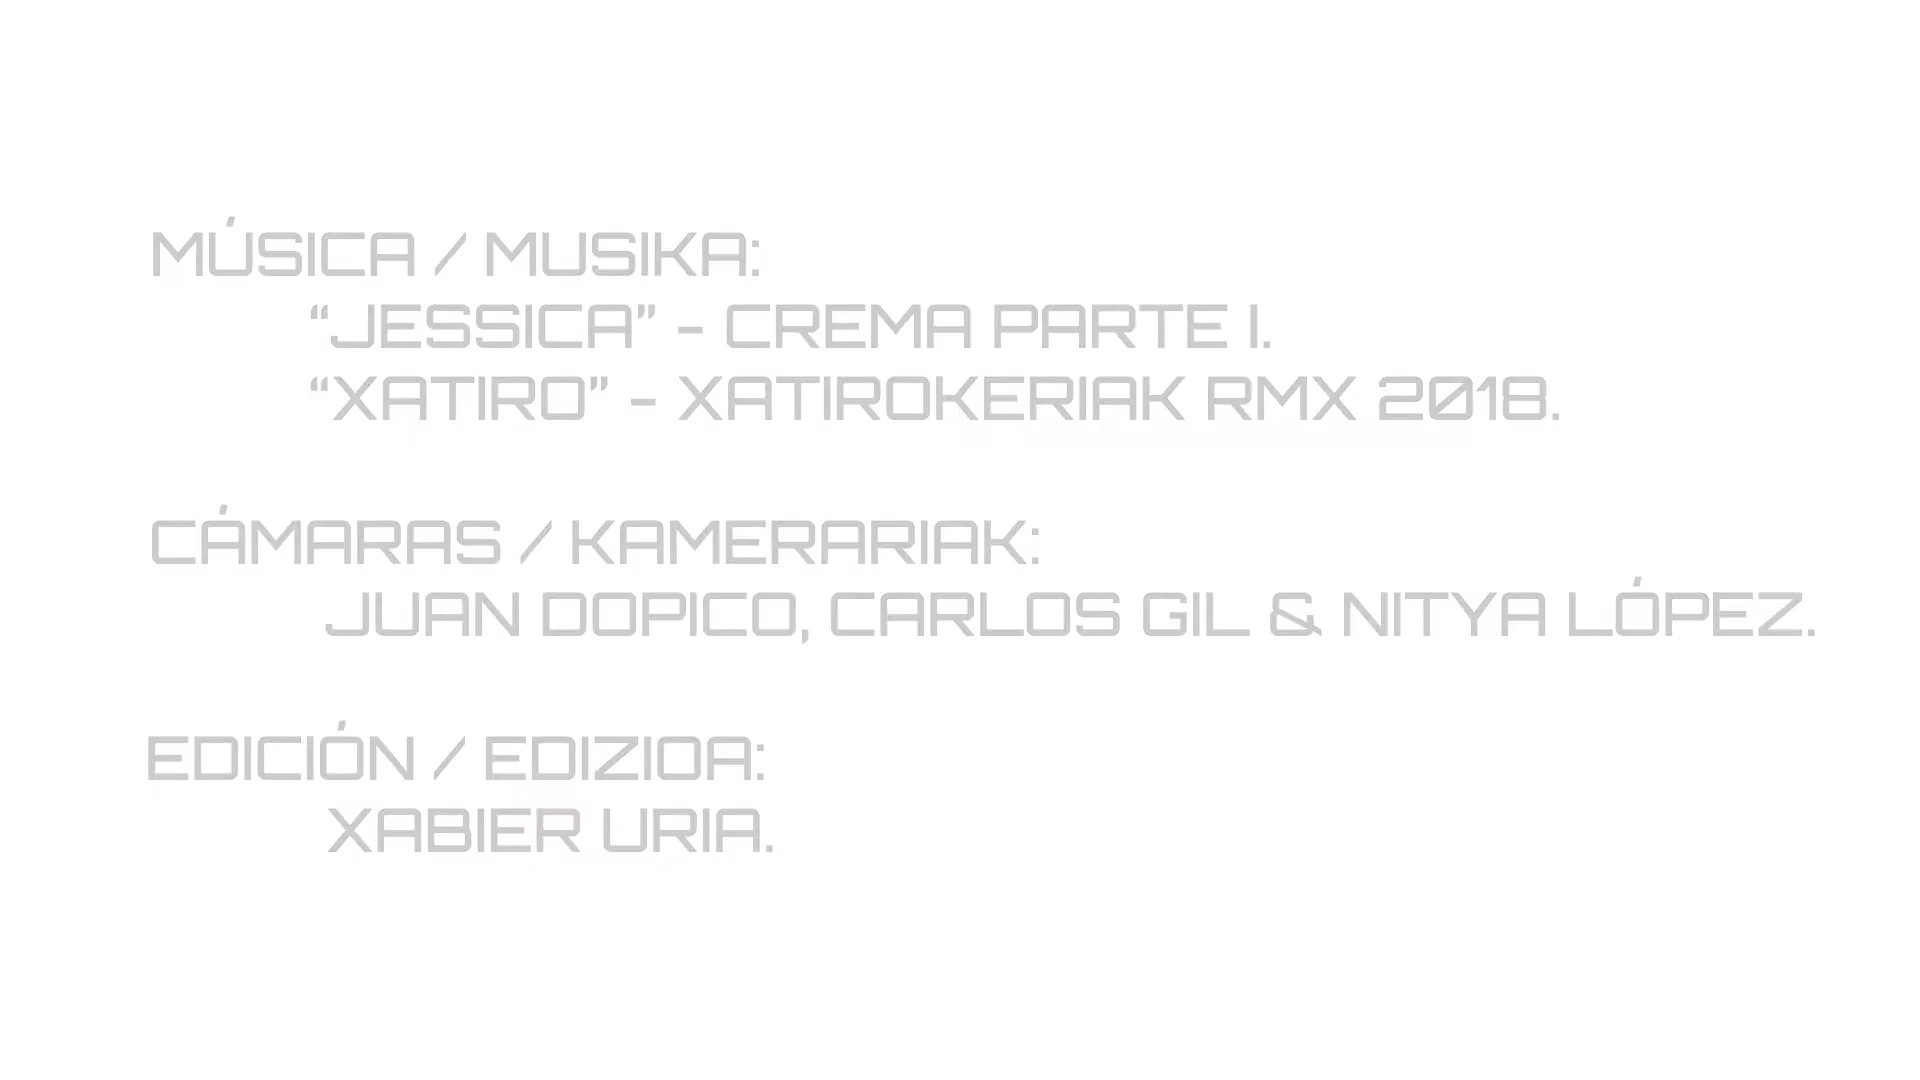 MÚSICA / MUSIKA:
“JESSICA” - CREMA PARTE I.
“XATIRO” - XATIROKERIAK RMX 2018.
CÁMARAS / KAMERARIAK:
JUAN DOPICO, CARLOS GIL & NITYA LÓPEZ.
EDICIÓN / EDIZIOA:
XABIER URIA.